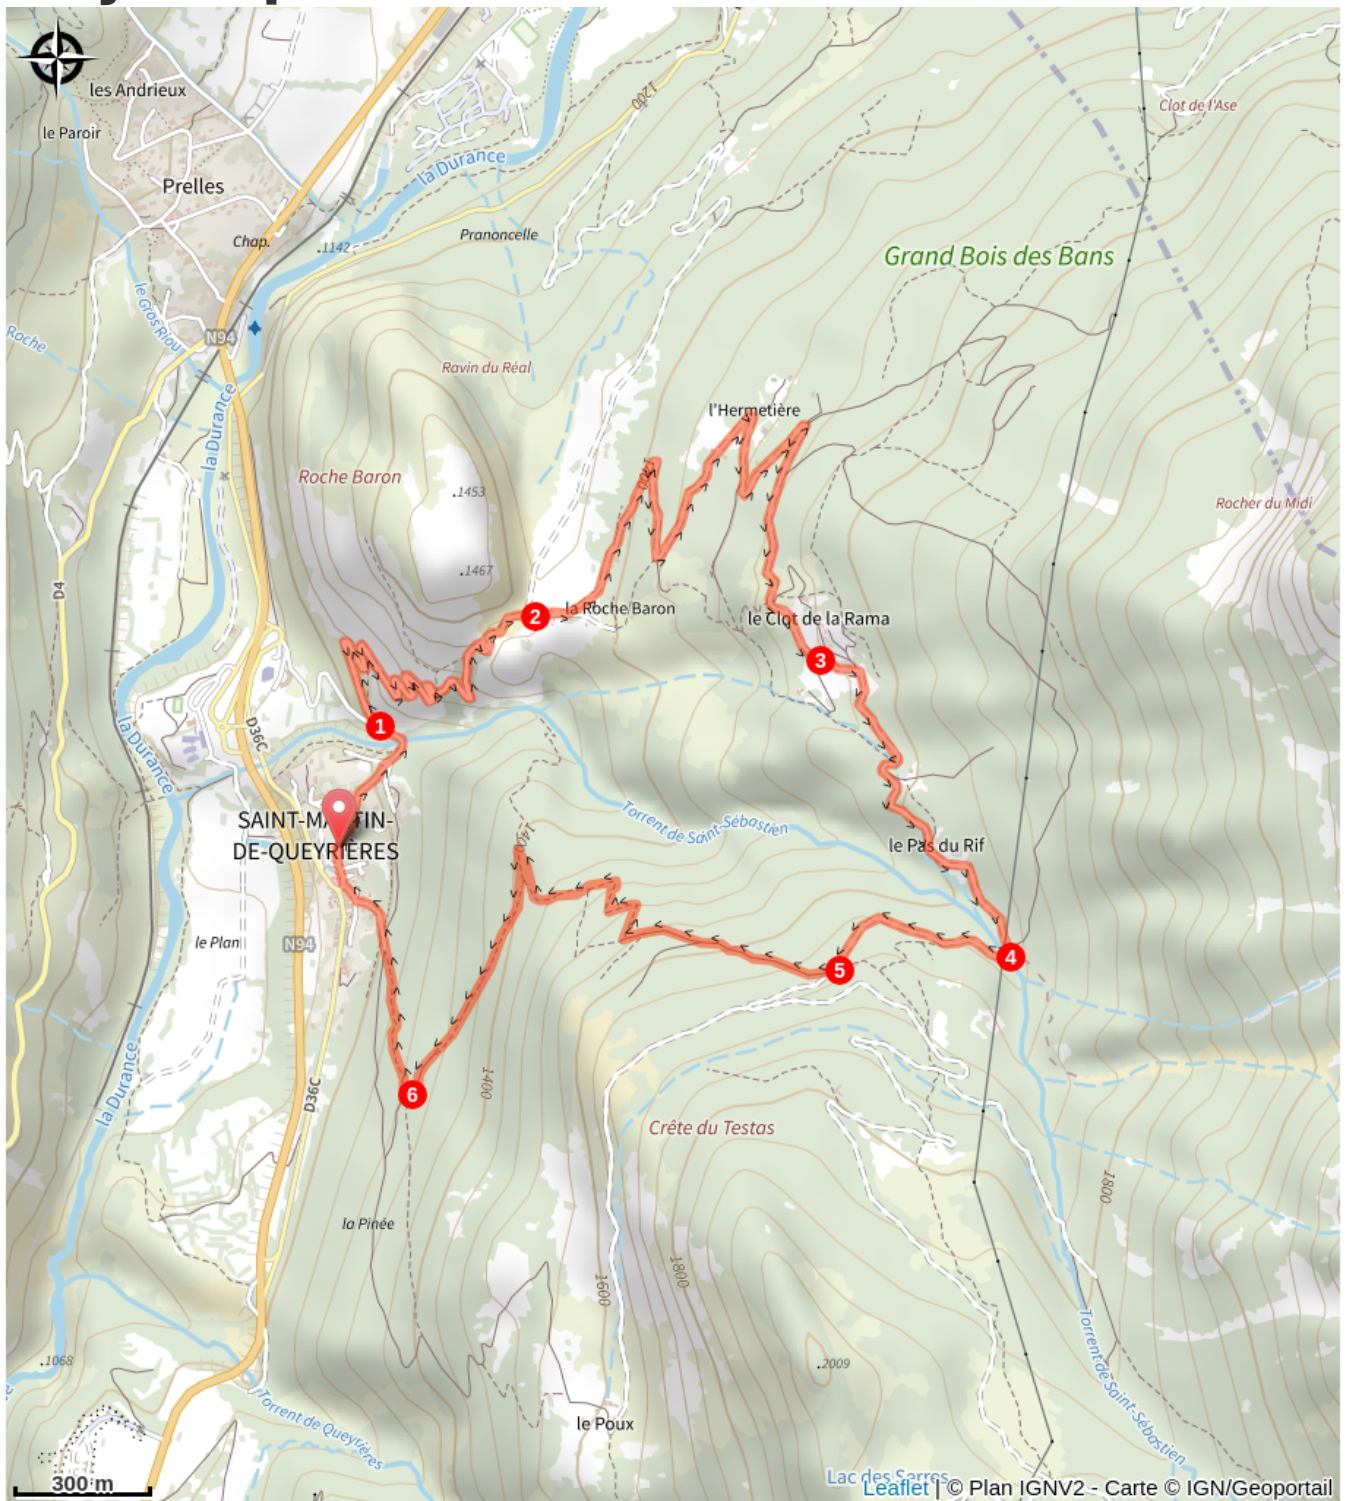 les Andrieux
le Paroir
Prelles
Chap.
.1142
la Durance
1200
Clot de l'Ase
Pranoncelle
Grand Bois des Bans
le Gros Riou
Roche
N94
la Durance
Ravin du Réal
Roche Baron
.1453
.1467
l'Hermetière
1400
Rocher du Midi
D4
2
la Roche Baron
le Clot de la Rama
3
1
D36C
la Durance
SAINT-MARTIN-
DE-QUEYRIÈRES
Torrent de Saint-Sébastien
1400
le Pas du Rif
le Plan
N94
4
5
la Durance
D36C
6
1400
Crête du Testas
1800
la Pinée
1600
1800
.1068
.2009
Torrent de Saint-Sébastien
Torrent de Queyrières
le Poux
Lac des Serres
300 m
Leaflet | © Plan IGNV2 - Carte © IGN/Geoportail